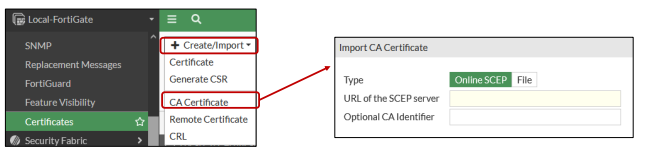 Local-FortiGate
SNMP
Replacement Messages
FortiGuard
Feature Visibility
Certificates
Security Fabric
Create/Import
Certificate
Generate CSR
CA Certificate
Remote Certificate
CRL
Import CA Certificate
Type Online SCEP File
URL of the SCEP server
Optional CA Identifier